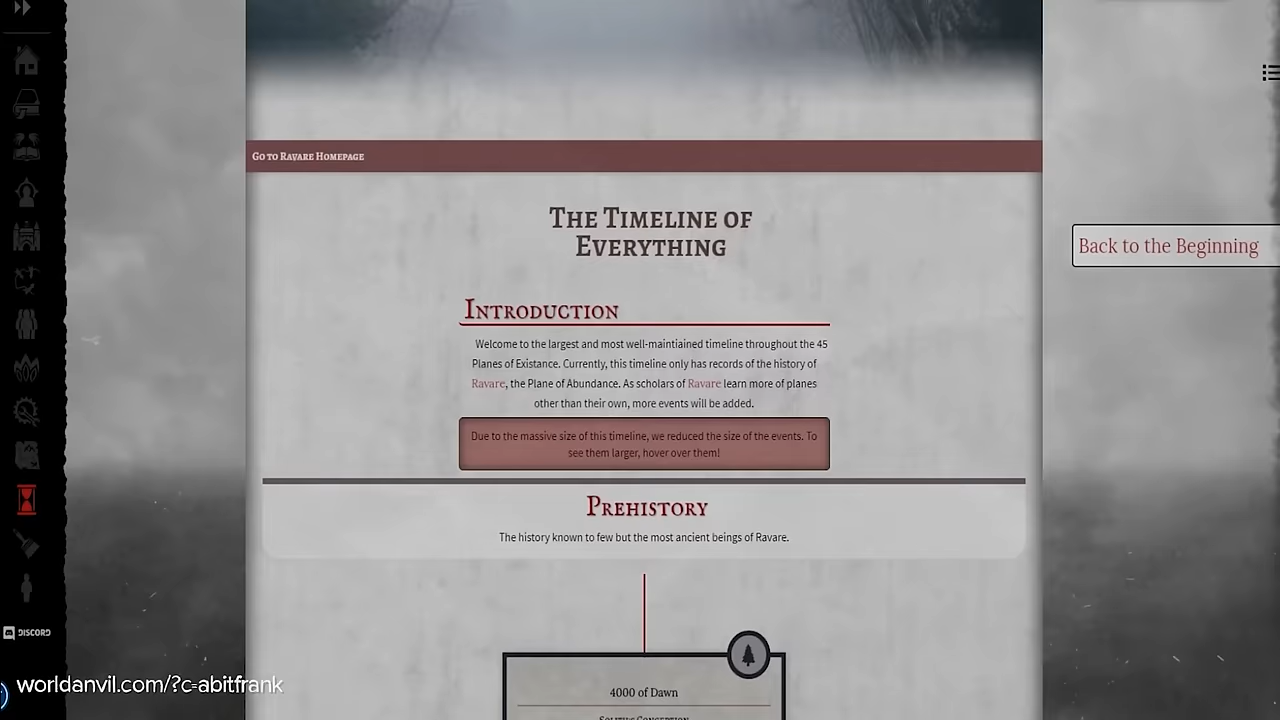 Go to Ravare Homepage
The Timeline of
Everything
Back to the Beginning
Introduction
Welcome to the largest and most well-maintiained timeline throughout the 45
Planes of Existance. Currently, this timeline only has records of the history of
Ravare, the Plane of Abundance. As scholars of Ravare learn more of planes
other than their own, more events will be added.
Due to the massive size of this timeline, we reduced the size of the events. To
see them larger, hover over them!
Prehistory
The history known to few but the most ancient beings of Ravare.
DISCORD
worldanvil.com/?c=abitfrank
4000 of Dawn